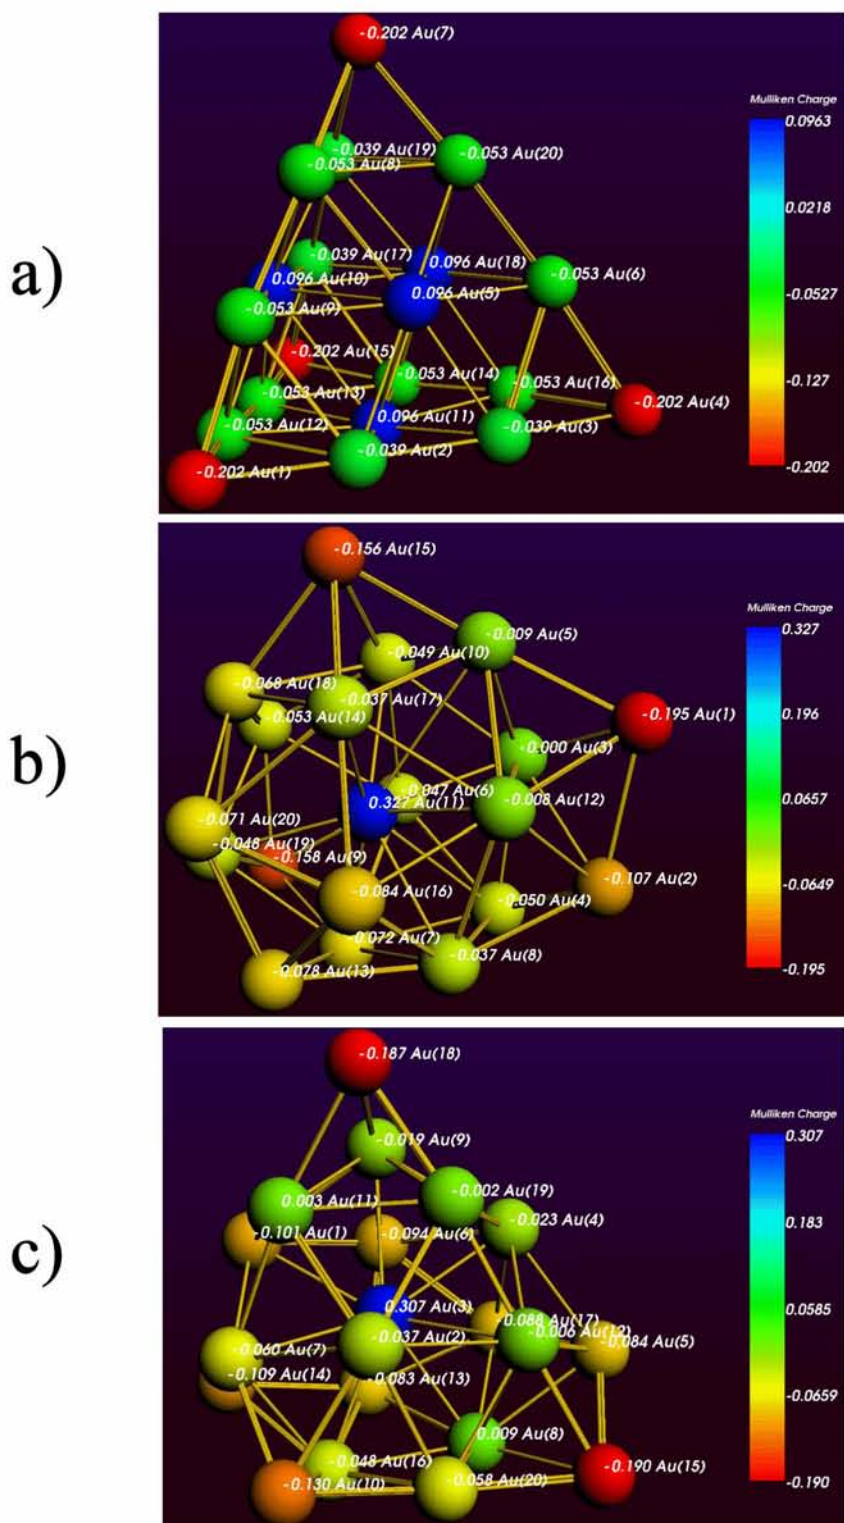 a)
-0.202 Au(7)
Mulliken Charge
0.0963
-0.039 Au(19)
-0.053 Au(20)
-0.053 Au(8)
0.0218
-0.039 Au(17)
0.096 Au(18)
-0.053 Au(6)
0.096 Au(10)
0.096 Au(5)
-0.0527
-0.053 Au(9)
-0.202 Au(15)
-0.053 Au(14)
-0.053 Au(16)
-0.127
-0.053 Au(13)
-0.202 Au(4)
0.096 Au(11)
-0.053 Au(12)
-0.039 Au(3)
-0.039 Au(2)
-0.202 Au(1)
-0.202
b)
-0.156 Au(15)
Mulliken Charge
0.327
-0.009 Au(5)
-0.049 Au(10)
-0.068 Au(18)
-0.037 Au(17)
0.196
-0.053 Au(14)
-0.195 Au(1)
-0.000 Au(3)
-0.047 Au(6)
0.0657
0.327 Au(11)
-0.008 Au(12)
-0.071 Au(20)
-0.048 Au(19)
-0.158 Au(9)
-0.107 Au(2)
-0.0649
-0.084 Au(16)
-0.050 Au(4)
-0.072 Au(7)
-0.037 Au(8)
-0.078 Au(13)
-0.195
c)
-0.187 Au(18)
Mulliken Charge
0.307
-0.019 Au(9)
-0.002 Au(19)
0.003 Au(11)
-0.023 Au(4)
0.183
-0.101 Au(1)
-0.094 Au(6)
0.307 Au(3)
0.0585
-0.088 Au(17)
-0.006 Au(12)
-0.037 Au(2)
-0.084 Au(5)
-0.060 Au(7)
-0.109 Au(14)
-0.083 Au(13)
-0.0659
0.009 Au(8)
-0.048 Au(16)
-0.190 Au(15)
-0.058 Au(20)
-0.130 Au(10)
-0.190